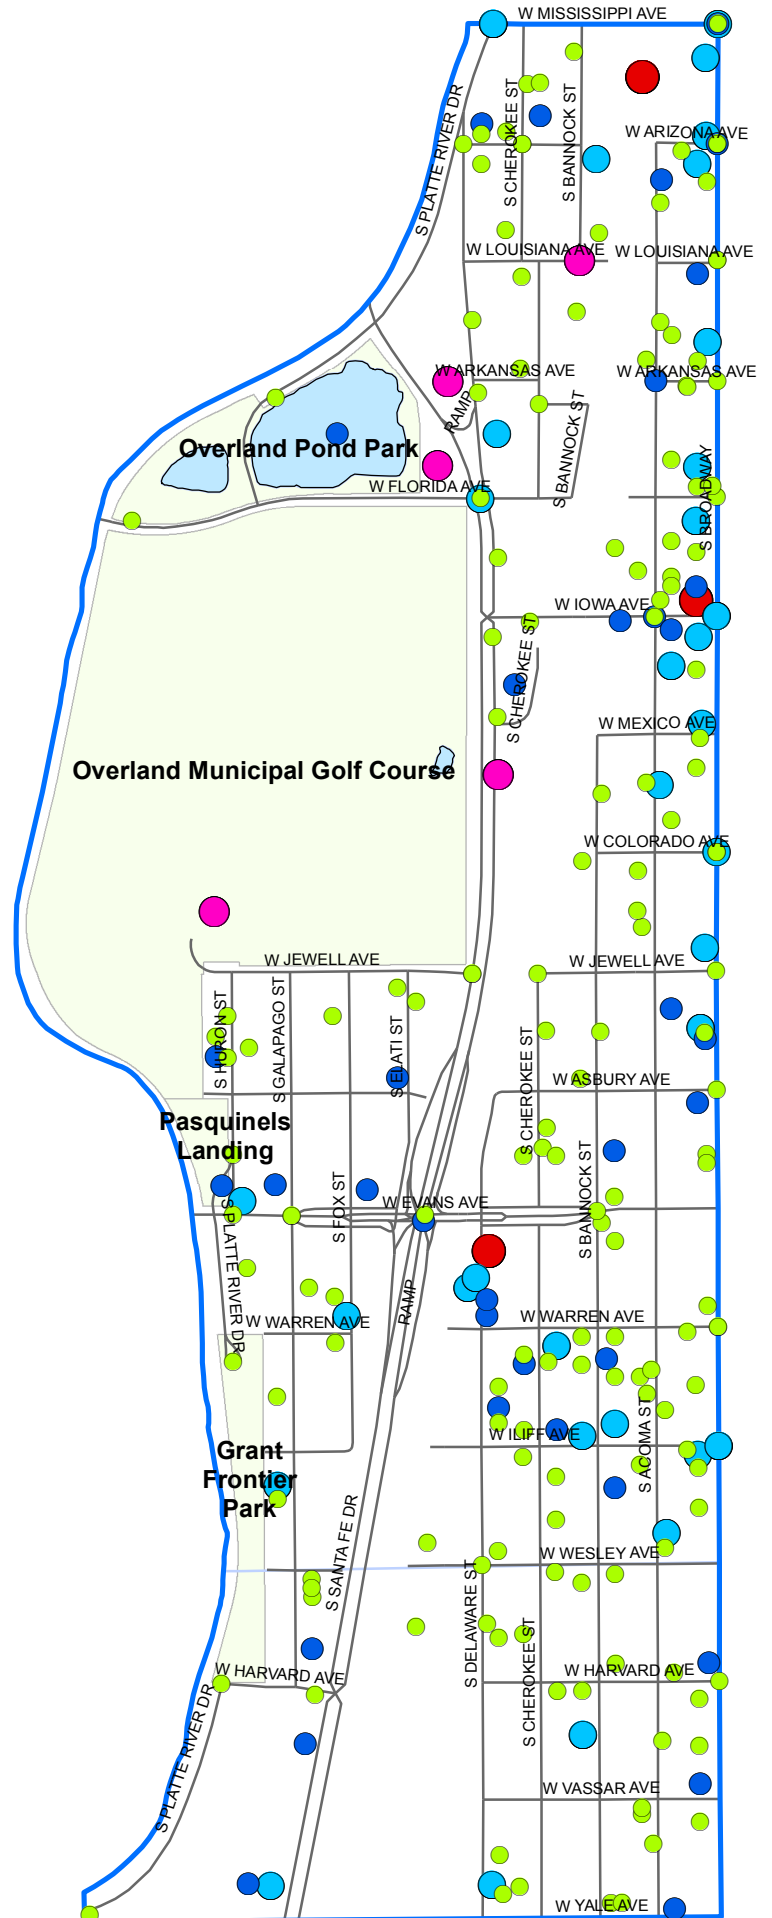 W MISSISSIPPI AVE
S PLATTE RIVER DR
S CHEROKEE ST
S BANNOCK ST
W ARIZONA AVE
W LOUISIANA AVE
W LOUISIANA AVE
W ARKANSAS AVE
W ARKANSAS AVE
RAMP
S BANNOCK ST
Overland Pond Park
W FLORIDA AVE
S BROADWAY
W IOWA AVE
S CHEROKEE ST
W MEXICO AVE
Overland Municipal Golf Course
W COLORADO AVE
W JEWELL AVE
W JEWELL AVE
S HURON ST
S GALAPAGO ST
S ELATI ST
S CHEROKEE ST
W ASBURY AVE
Pasquinels
Landing
S BANNOCK ST
S FOX ST
W EVANS AVE
S PLATTE RIVER DR
RAMP
W WARREN AVE
W WARREN AVE
W ILIFF AVE
S ACOMA ST
Grant
Frontier
Park
S SANTA FE DR
W WESLEY AVE
S DELAWARE ST
S CHEROKEE ST
W HARVARD AVE
W HARVARD AVE
S PLATTE RIVER DR
W VASSAR AVE
W YALE AVE